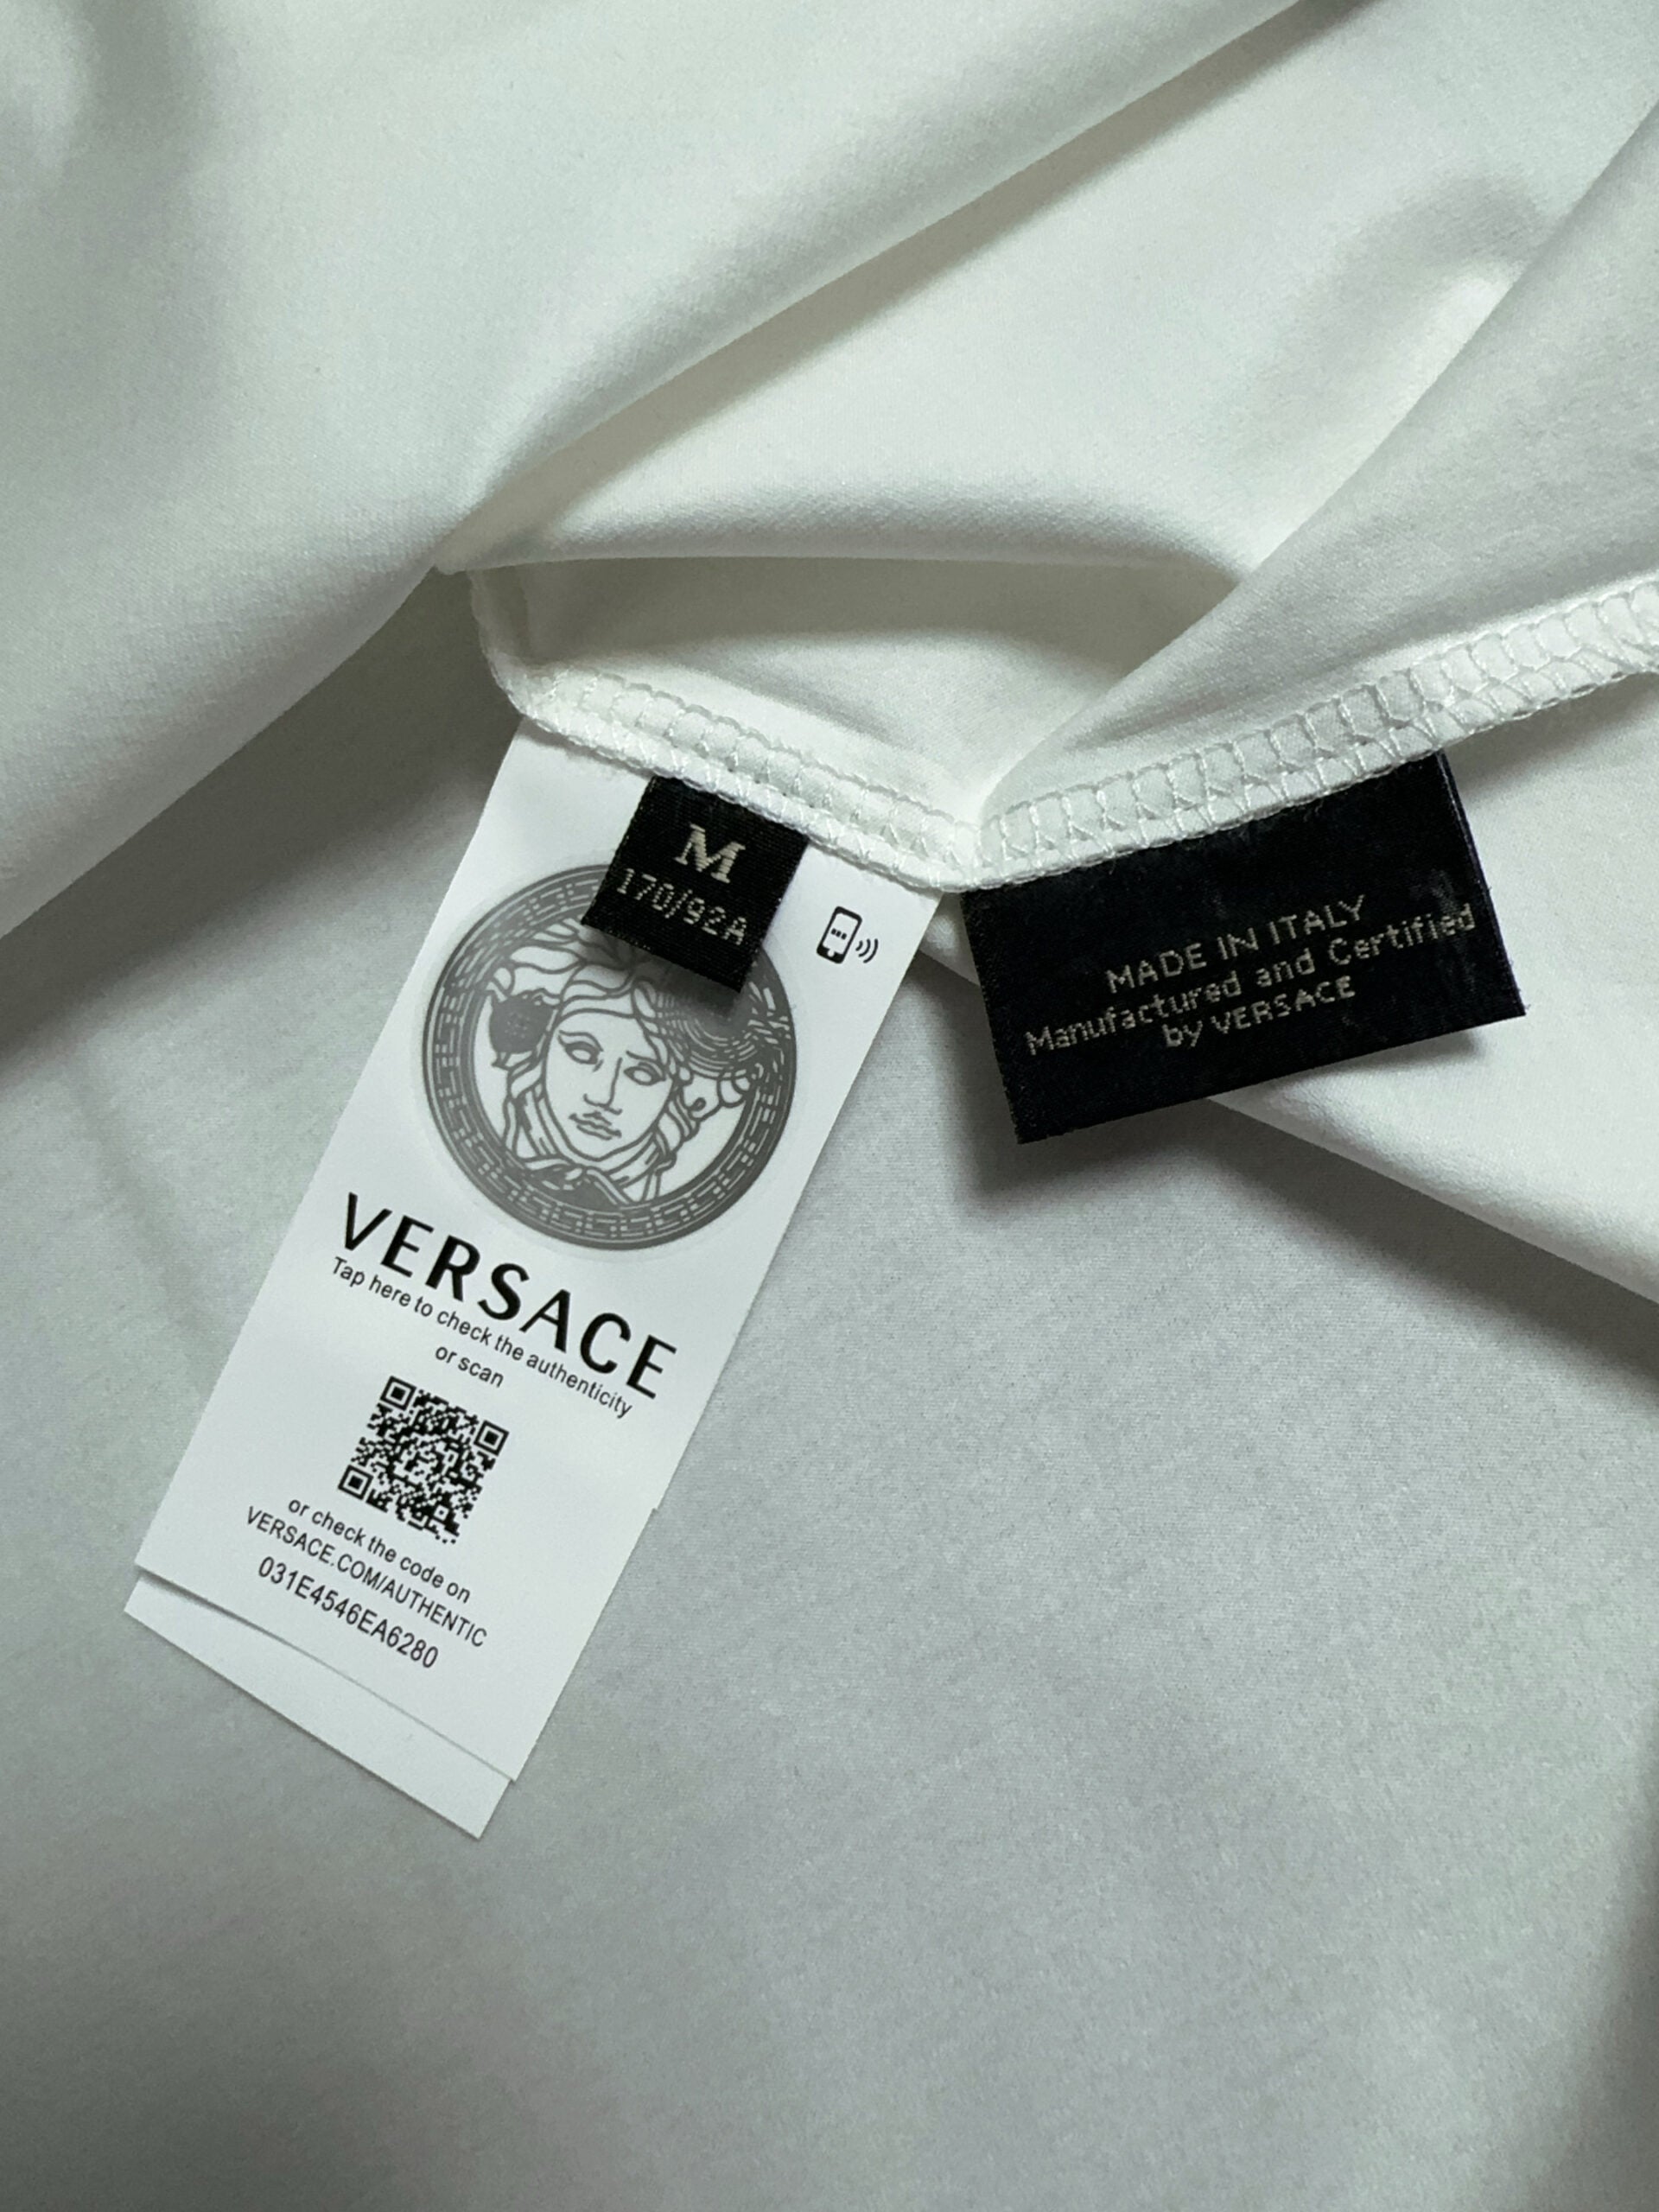 M
170/92A
MADE IN ITALY
Manufactured and Certified
by VERSACE
VERSACE
Tap here to check the authenticity
or scan
or check the code on
VERSACE.COM/AUTHENTIC
031E4546EA6280